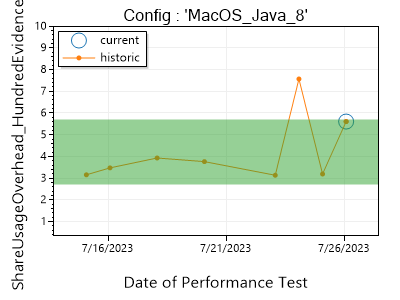 Config : 'MacOS_Java_8'
current
historic
ShareUsageOverhead_HundredEvidence
10
9
8
7
6
5
4
3
2
1
7/16/2023
7/21/2023
7/26/2023
Date of Performance Test